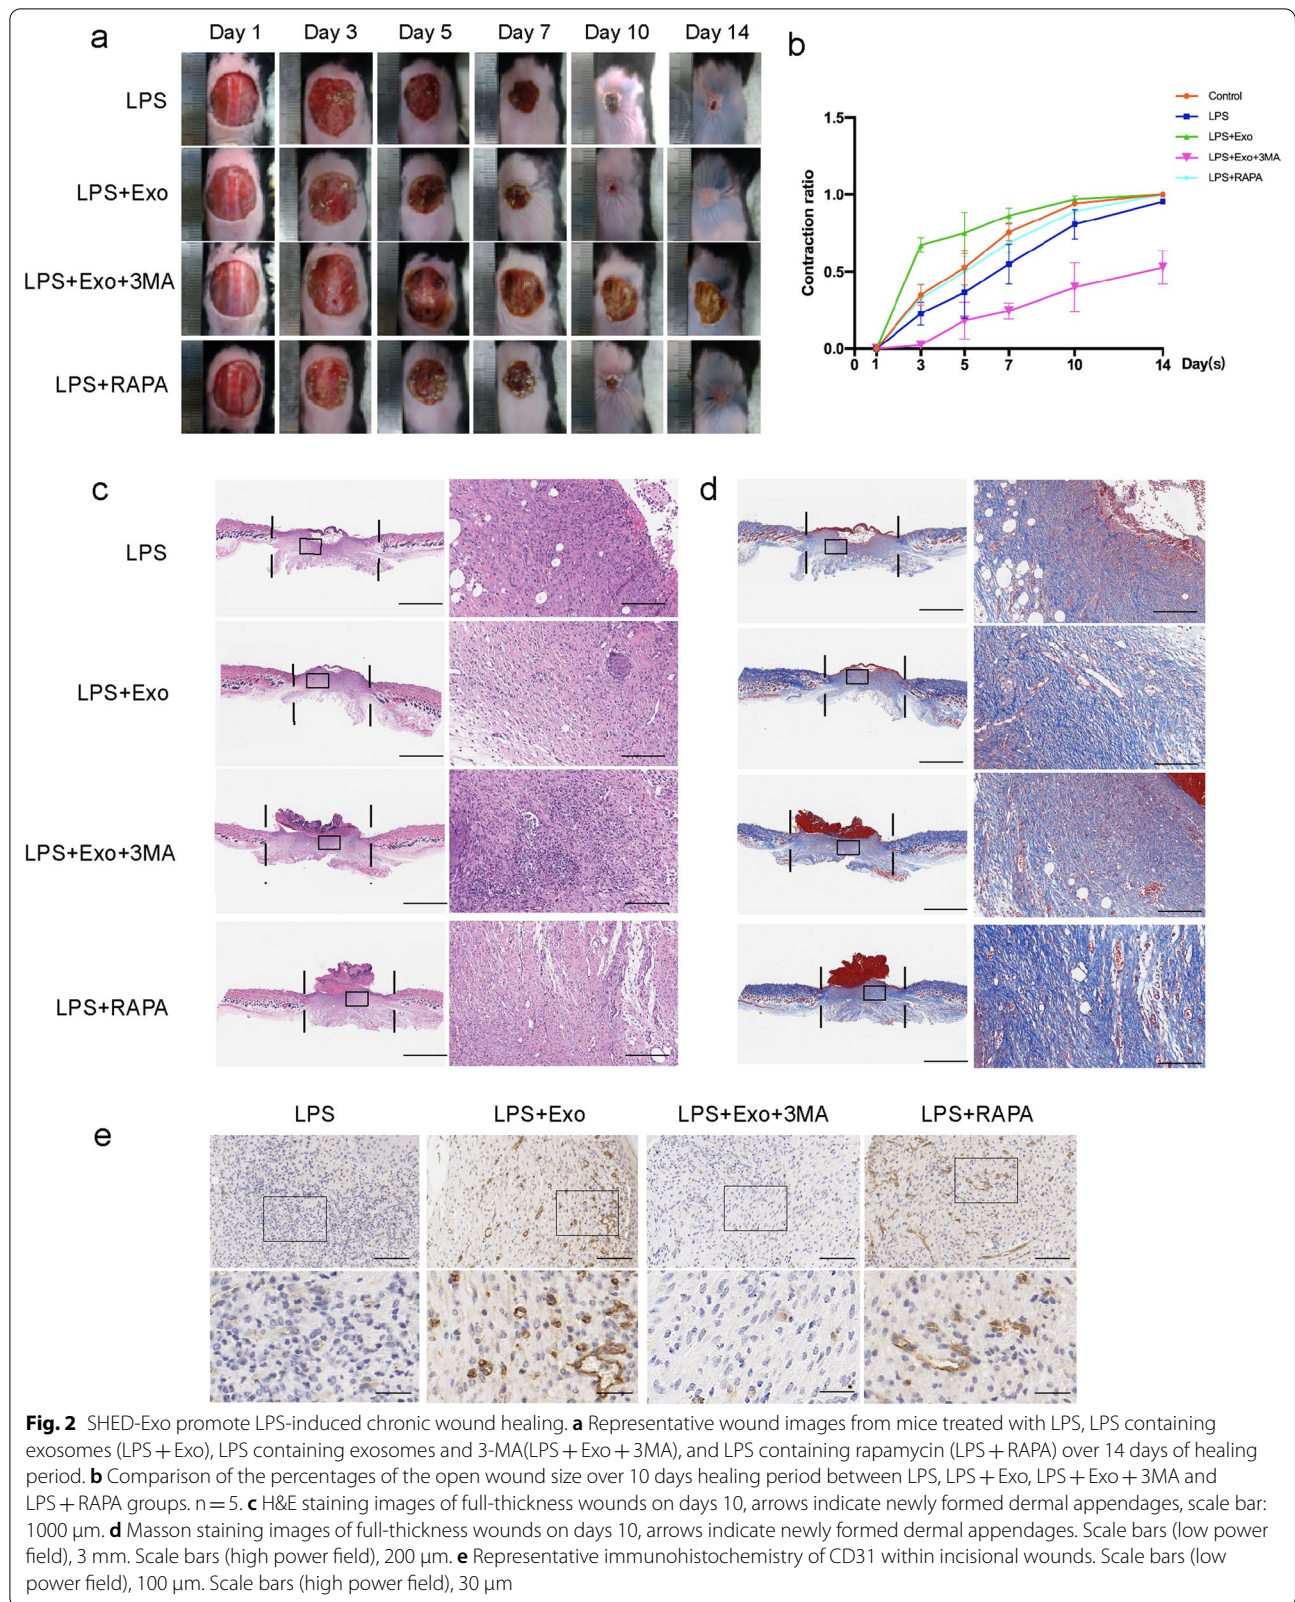 a
Day 1 Day 3 Day 5 Day 7 Day 10 Day 14
LPS
LPS+Exo
LPS+Exo+3MA
LPS+RAPA
b
Control
LPS
LPS+Exo
LPS+Exo+3MA
LPS+RAPA
Contraction ratio
1.5
1.0
0.5
0.0
0 1 3 5 7 10 14 Day(s)
c
d
LPS
LPS+Exo
LPS+Exo+3MA
LPS+RAPA
e
LPS LPS+Exo LPS+Exo+3MA LPS+RAPA
Fig. 2 SHED-Exo promote LPS-induced chronic wound healing. a Representative wound images from mice treated with LPS, LPS containing
exosomes (LPS + Exo), LPS containing exosomes and 3-MA(LPS + Exo + 3MA), and LPS containing rapamycin (LPS + RAPA) over 14 days of healing
period. b Comparison of the percentages of the open wound size over 10 days healing period between LPS, LPS + Exo, LPS + Exo + 3MA and
LPS + RAPA groups. n = 5. c H&E staining images of full-thickness wounds on days 10, arrows indicate newly formed dermal appendages, scale bar:
1000 μm. d Masson staining images of full-thickness wounds on days 10, arrows indicate newly formed dermal appendages. Scale bars (low power
field), 3 mm. Scale bars (high power field), 200 μm. e Representative immunohistochemistry of CD31 within incisional wounds. Scale bars (low
power field), 100 μm. Scale bars (high power field), 30 μm